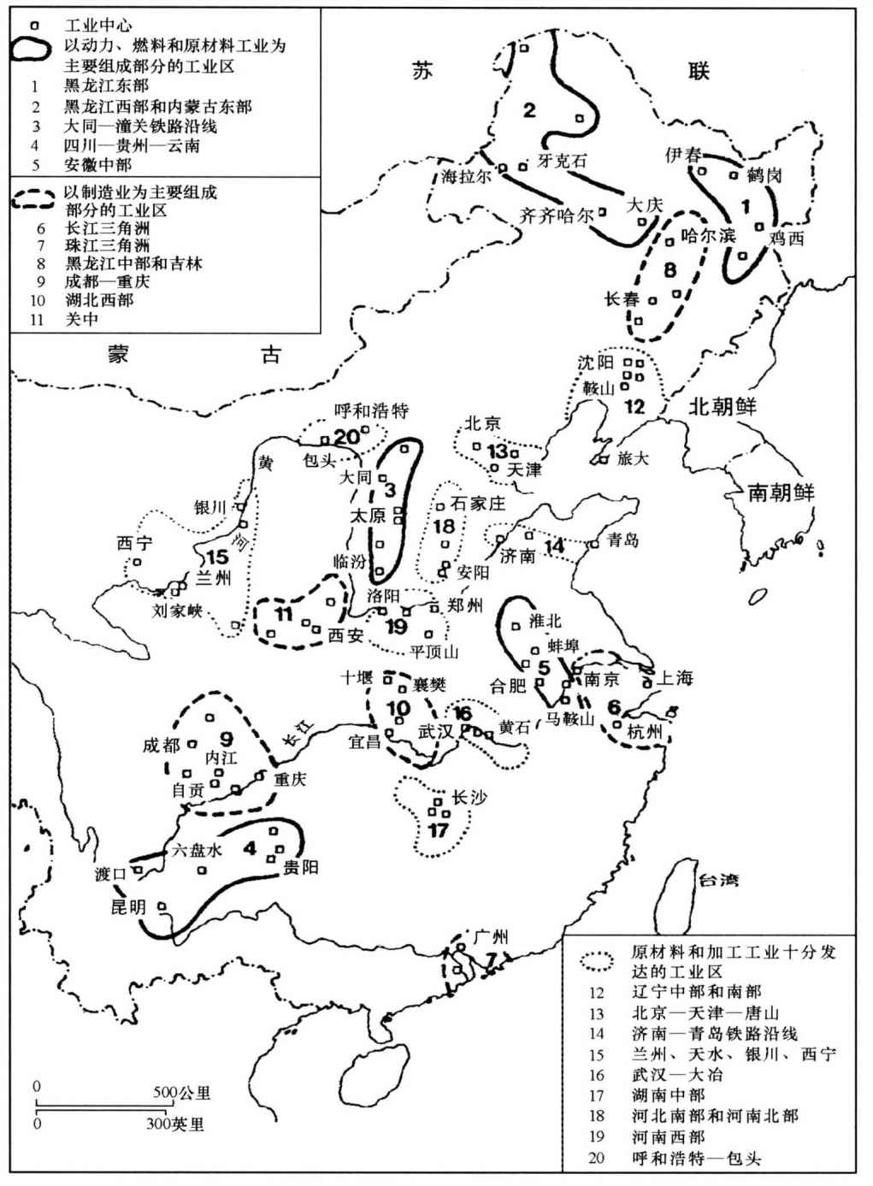 工业中心
以动力、燃料和原材料工业为
主要组成部分的工业区
1 黑龙江东部
2 黑龙江西部和内蒙古东部
3 大同—潼关铁路沿线
4 四川—贵州—云南
5 安徽中部
以制造业为主要组成
部分的工业区
6 长江三角洲
7 珠江三角洲
8 黑龙江中部和吉林
9 成都—重庆
10 湖北西部
11 关中
苏 联
2
牙克石
海拉尔
伊春
鹤岗
1
齐齐哈尔
大庆
哈尔滨
鸡西
8
长春
蒙 古
沈阳
鞍山
12
北朝鲜
呼和浩特
20
包头
北京
13
天津
旅大
黄
河
大同
3
南朝鲜
银川
太原
石家庄
18
西宁
15
济南
14
青岛
兰州
临汾
安阳
刘家峡
洛阳
郑州
11
西安
19
平顶山
淮北
蚌埠
十堰
襄樊
合肥
5
南京
上海
10
16
马鞍山
6
成都
9
长江
宜昌
武汉
黄石
杭州
内江
自贡
重庆
长沙
17
六盘水
4
渡口
贵阳
昆明
台湾
广州
7
原材料和加工工业十分发
达的工业区
12 辽宁中部和南部
13 北京—天津—唐山
14 济南—青岛铁路沿线
15 兰州、天水、银川、西宁
16 武汉—大冶
17 湖南中部
18 河北南部和河南北部
19 河南西部
20 呼和浩特—包头
0 500公里
0 300英里